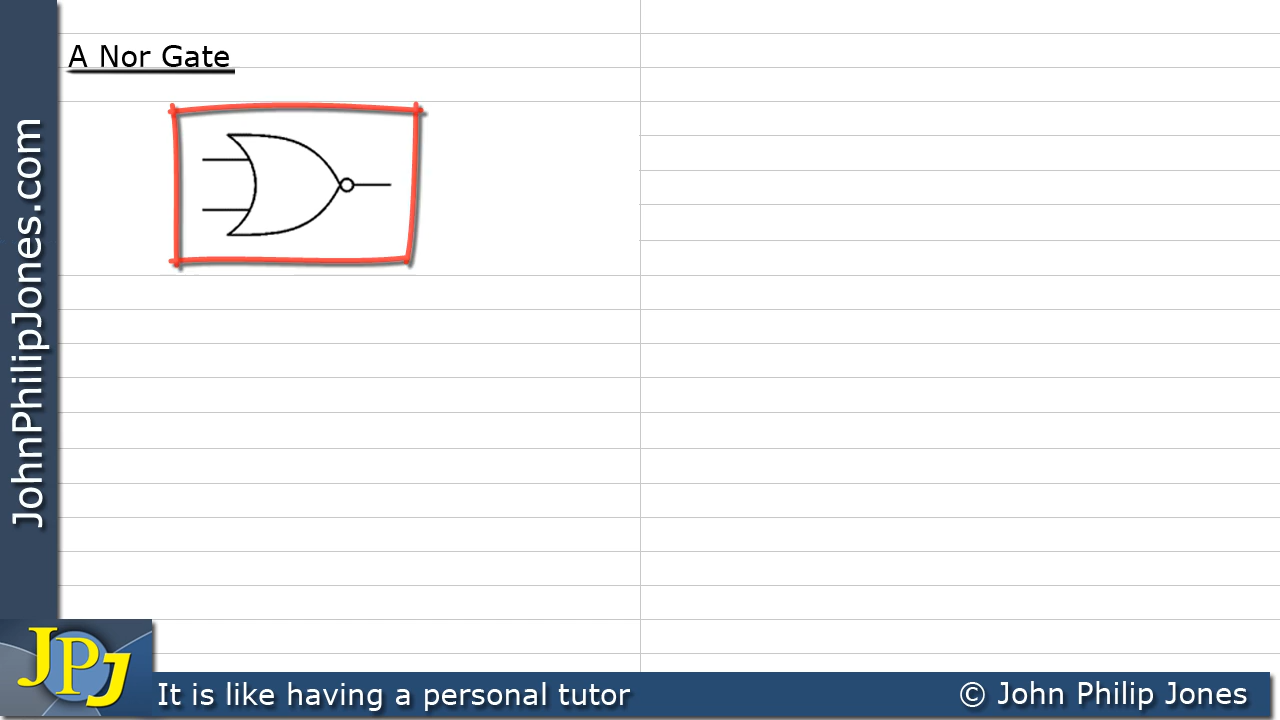 A Nor Gate
JohnPhilipJones.com
JPJ
It is like having a personal tutor
© John Philip Jones